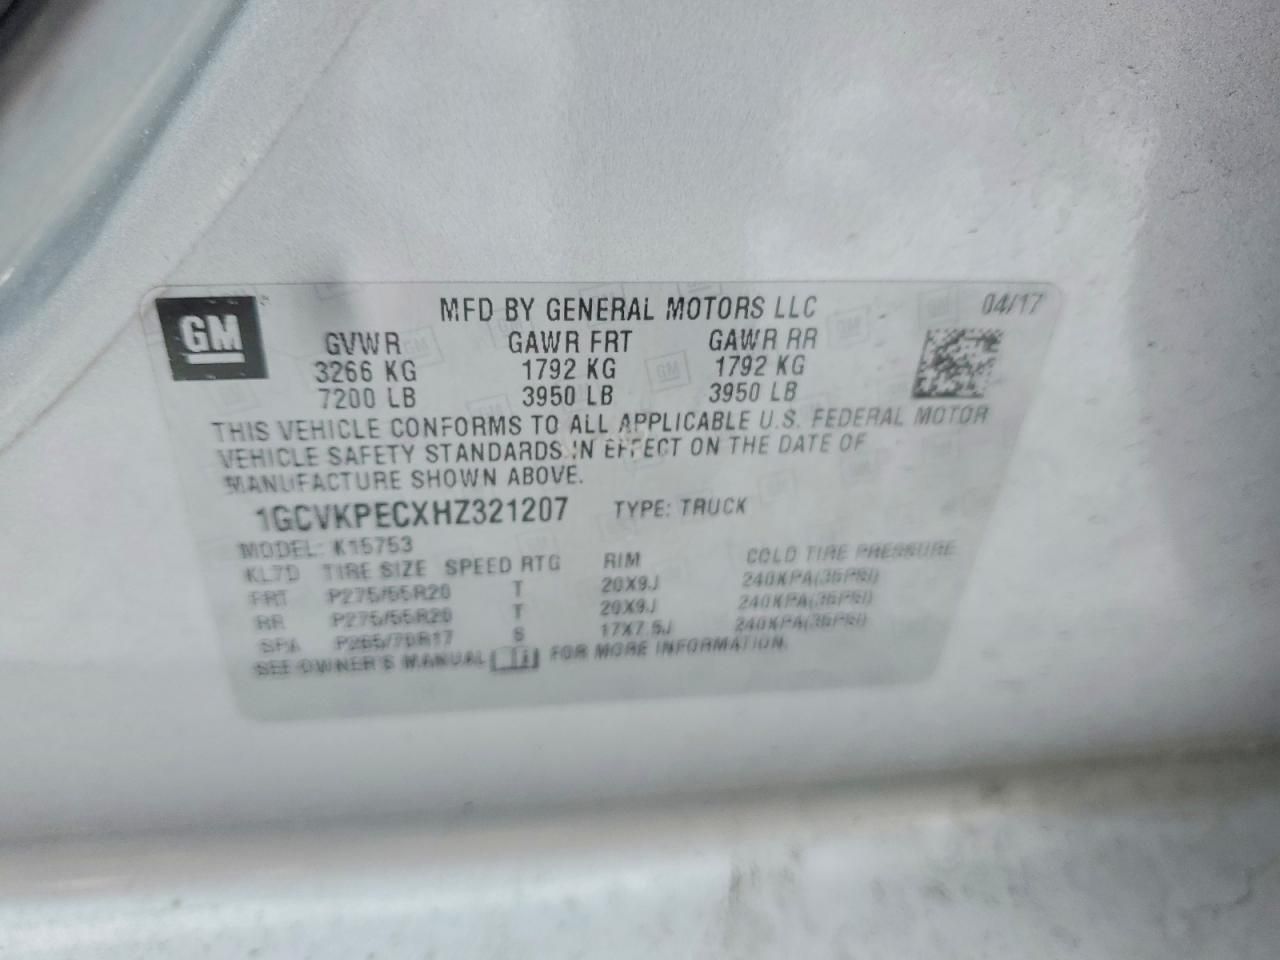 GM
MFD BY GENERAL MOTORS LLC 04/17
GVWR GAWR FRT GAWR RR
3266 KG 1792 KG 1792 KG
7200 LB 3950 LB 3950 LB
THIS VEHICLE CONFORMS TO ALL APPLICABLE U.S. FEDERAL MOTOR
VEHICLE SAFETY STANDARDS IN EFFECT ON THE DATE OF
MANUFACTURE SHOWN ABOVE.
1GCVKPECXHZ321207 TYPE: TRUCK
MODEL: K15753
KL7D TIRE SIZE SPEED RTG RIM COLD TIRE PRESSURE
FRT P275/55R20 T 20X9J 240KPA(35PSI)
RR P275/55R20 T 20X9J 240KPA(35PSI)
SPA P265/70R17 S 17X7.5J 240KPA(35PSI)
SEE OWNER'S MANUAL FOR MORE INFORMATION.